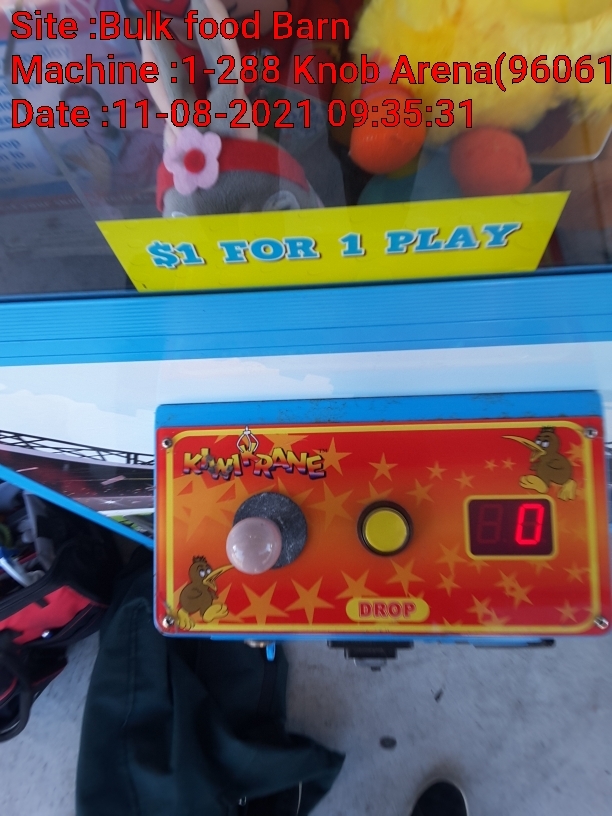 Site :Bulk food Barn
Machine :1-288 Knob Arena(96061
Date :11-08-2021 09:35:31
$1 FOR 1 PLAY
KIWI-RANE
0
DROP